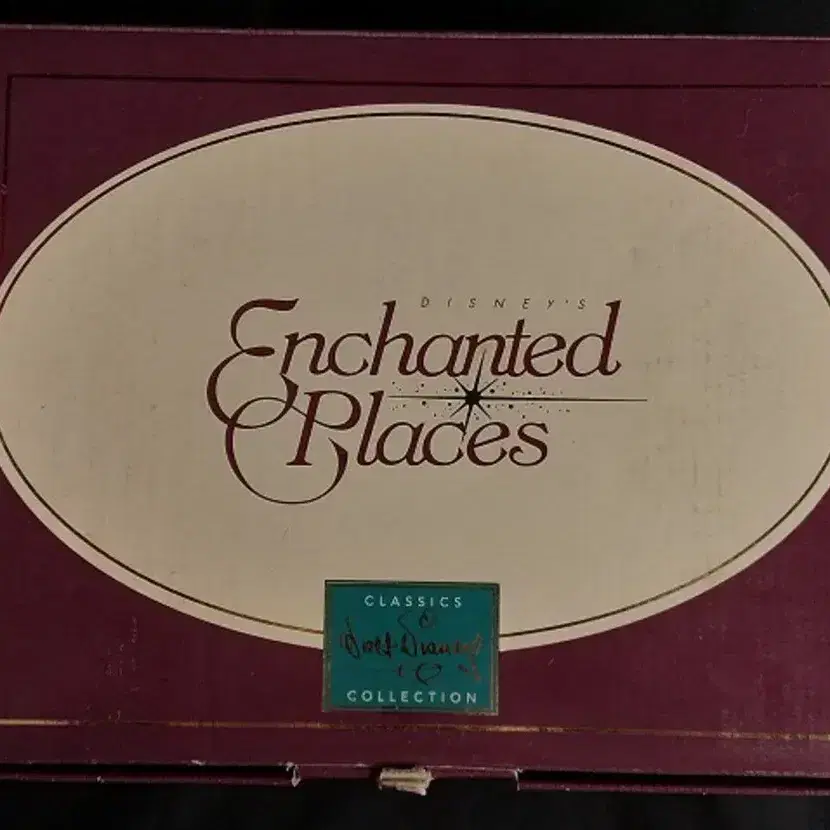 DISNEY'S
Enchanted
Places
CLASSICS
Walt Disney
COLLECTION